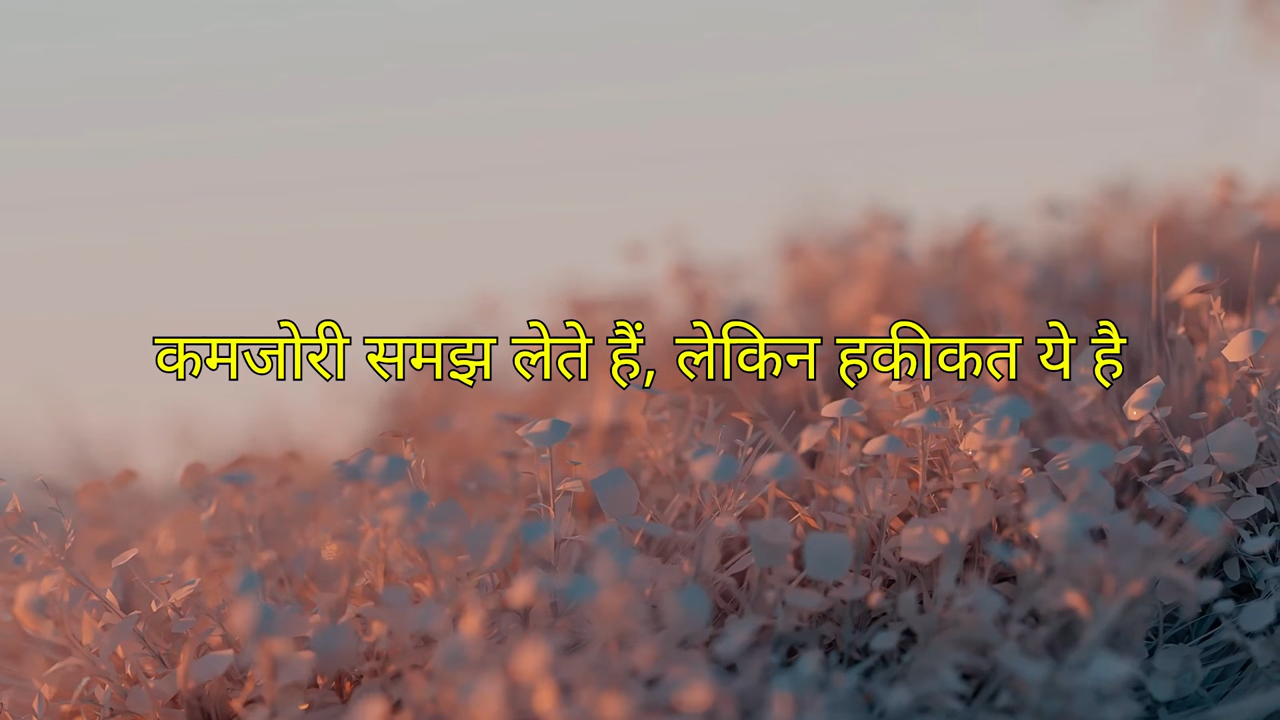 कमजोरी समझ लेते हैं, लेकिन हकीकत ये है